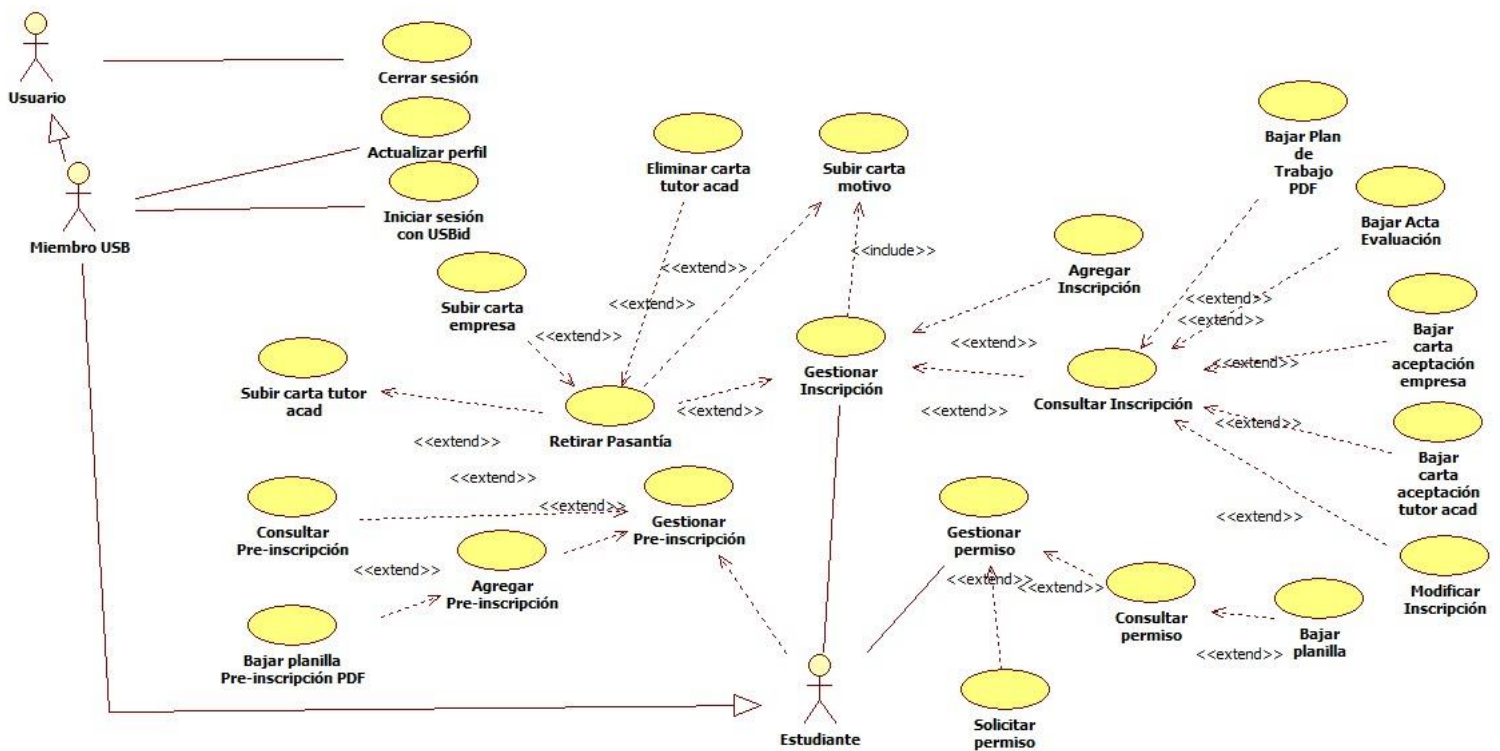 Usuario
Cerrar sesión
Actualizar perfil
Miembro USB
Iniciar sesión
con USBid
Eliminar carta
tutor acad
Subir carta
motivo
Bajar Plan
de
Trabajo
PDF
Bajar Acta
Evaluación
<<include>>
<<extend>>
<<extend>>
Subir carta
empresa
<<extend>>
Agregar
Inscripción
<<extend>>
<<extend>>
Bajar
carta
aceptación
empresa
<<extend>>
<<extend>>
Subir carta tutor
acad
Gestionar
Inscripción
Consultar Inscripción
<<extend>>
<<extend>>
Retirar Pasantía
<<extend>>
<<extend>>
Bajar
carta
aceptación
tutor acad
<<extend>>
<<extend>>
Consultar
Pre-inscripción
Gestionar
Pre-inscripción
Gestionar
permiso
<<extend>>
<<extend>>
Agregar
Pre-inscripción
<<extend>>
<<extend>>
Consultar
permiso
Modificar
Inscripción
Bajar
planilla
<<extend>>
Bajar planilla
Pre-inscripción PDF
Estudiante
Solicitar
permiso